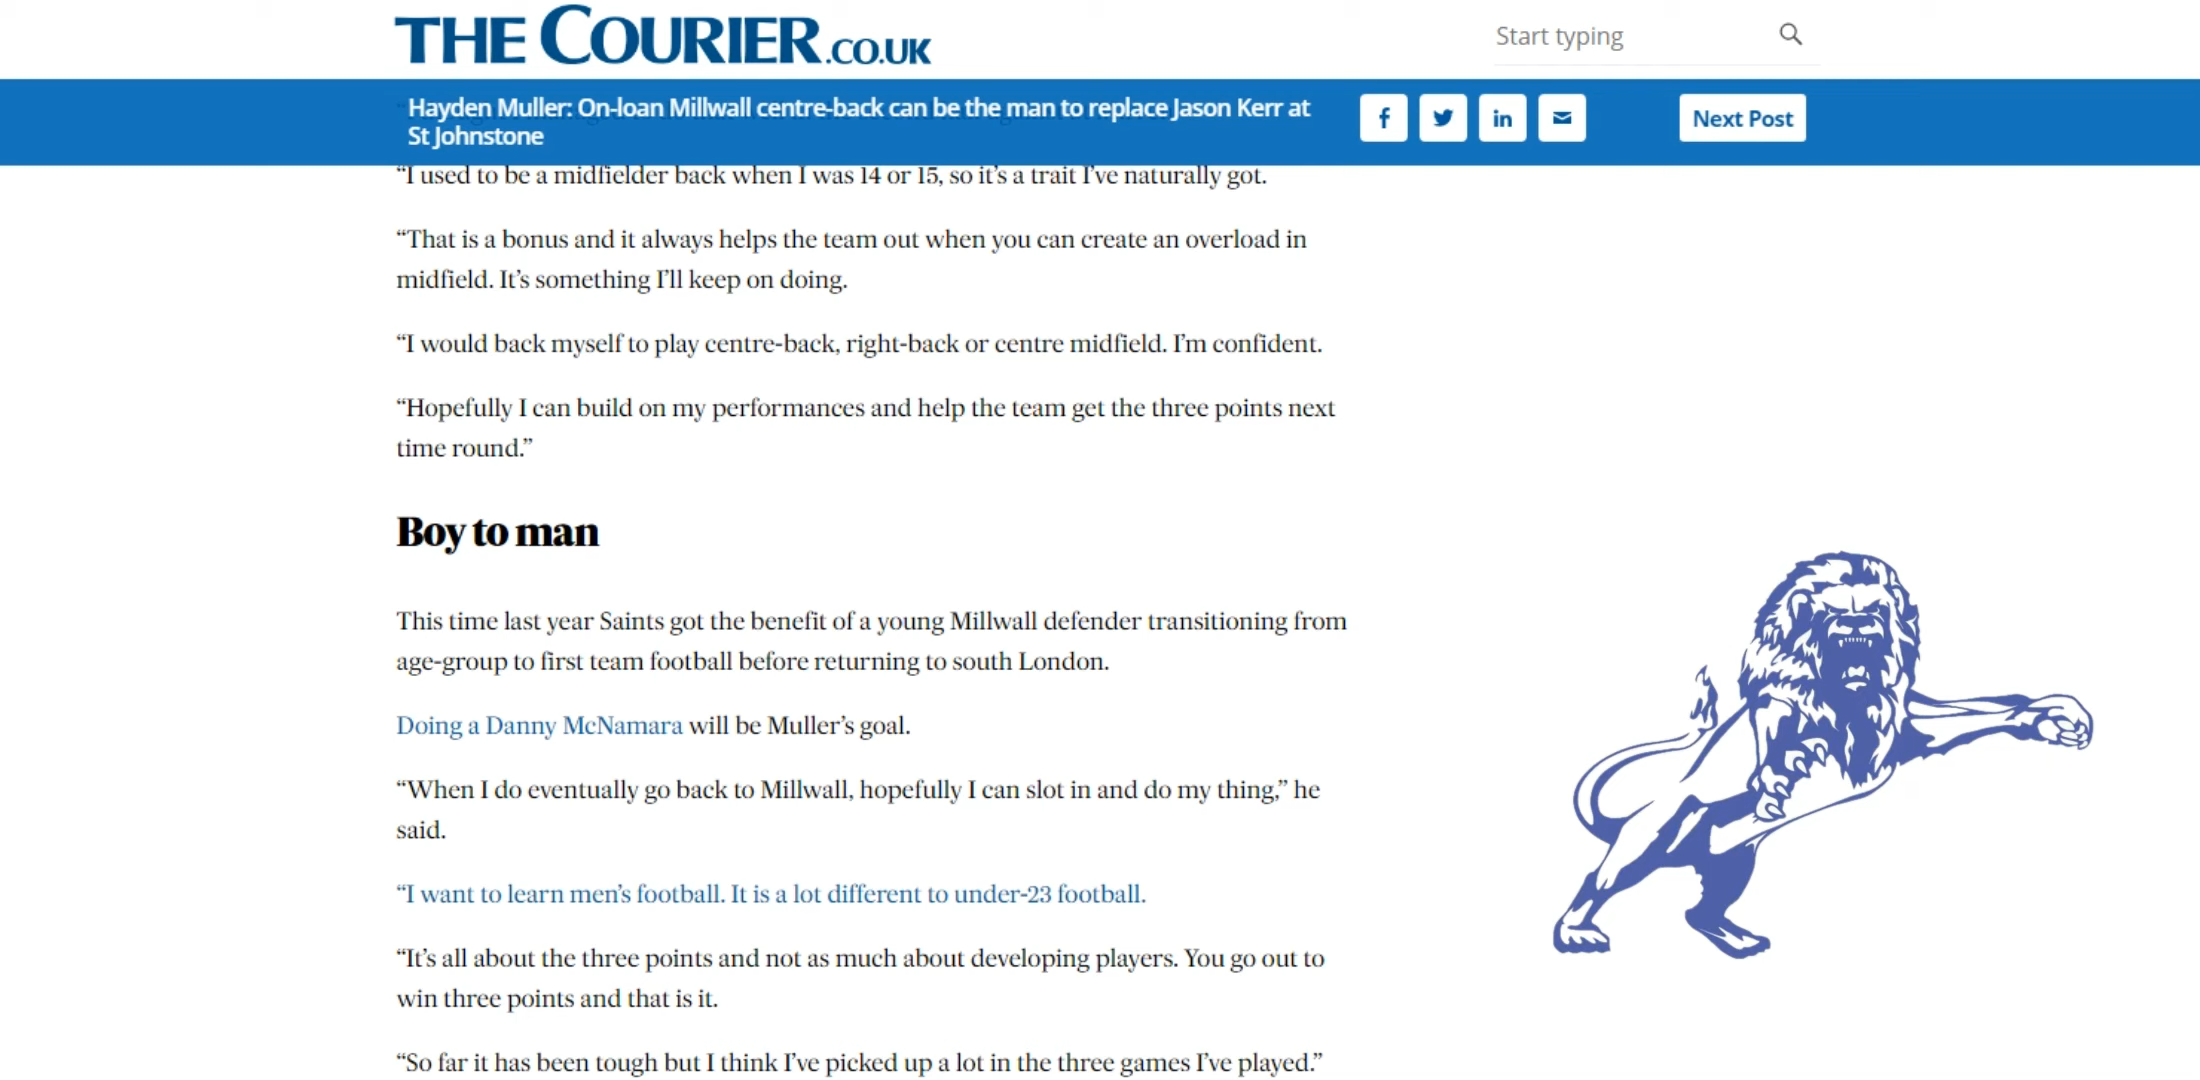 THE COURIER.CO.UK
Start typing
Hayden Muller: On-loan Millwall centre-back can be the man to replace Jason Kerr at
St Johnstone
f
in
Next Post
“I used to be a midfielder back when I was 14 or 15, so it’s a trait I’ve naturally got.
“That is a bonus and it always helps the team out when you can create an overload in
midfield. It’s something I’ll keep on doing.
“I would back myself to play centre-back, right-back or centre midfield. I’m confident.
“Hopefully I can build on my performances and help the team get the three points next
time round.”
Boy to man
This time last year Saints got the benefit of a young Millwall defender transitioning from
age-group to first team football before returning to south London.
Doing a Danny McNamara will be Muller’s goal.
“When I do eventually go back to Millwall, hopefully I can slot in and do my thing,” he
said.
“I want to learn men’s football. It is a lot different to under-23 football.
“It’s all about the three points and not as much about developing players. You go out to
win three points and that is it.
“So far it has been tough but I think I’ve picked up a lot in the three games I’ve played.”